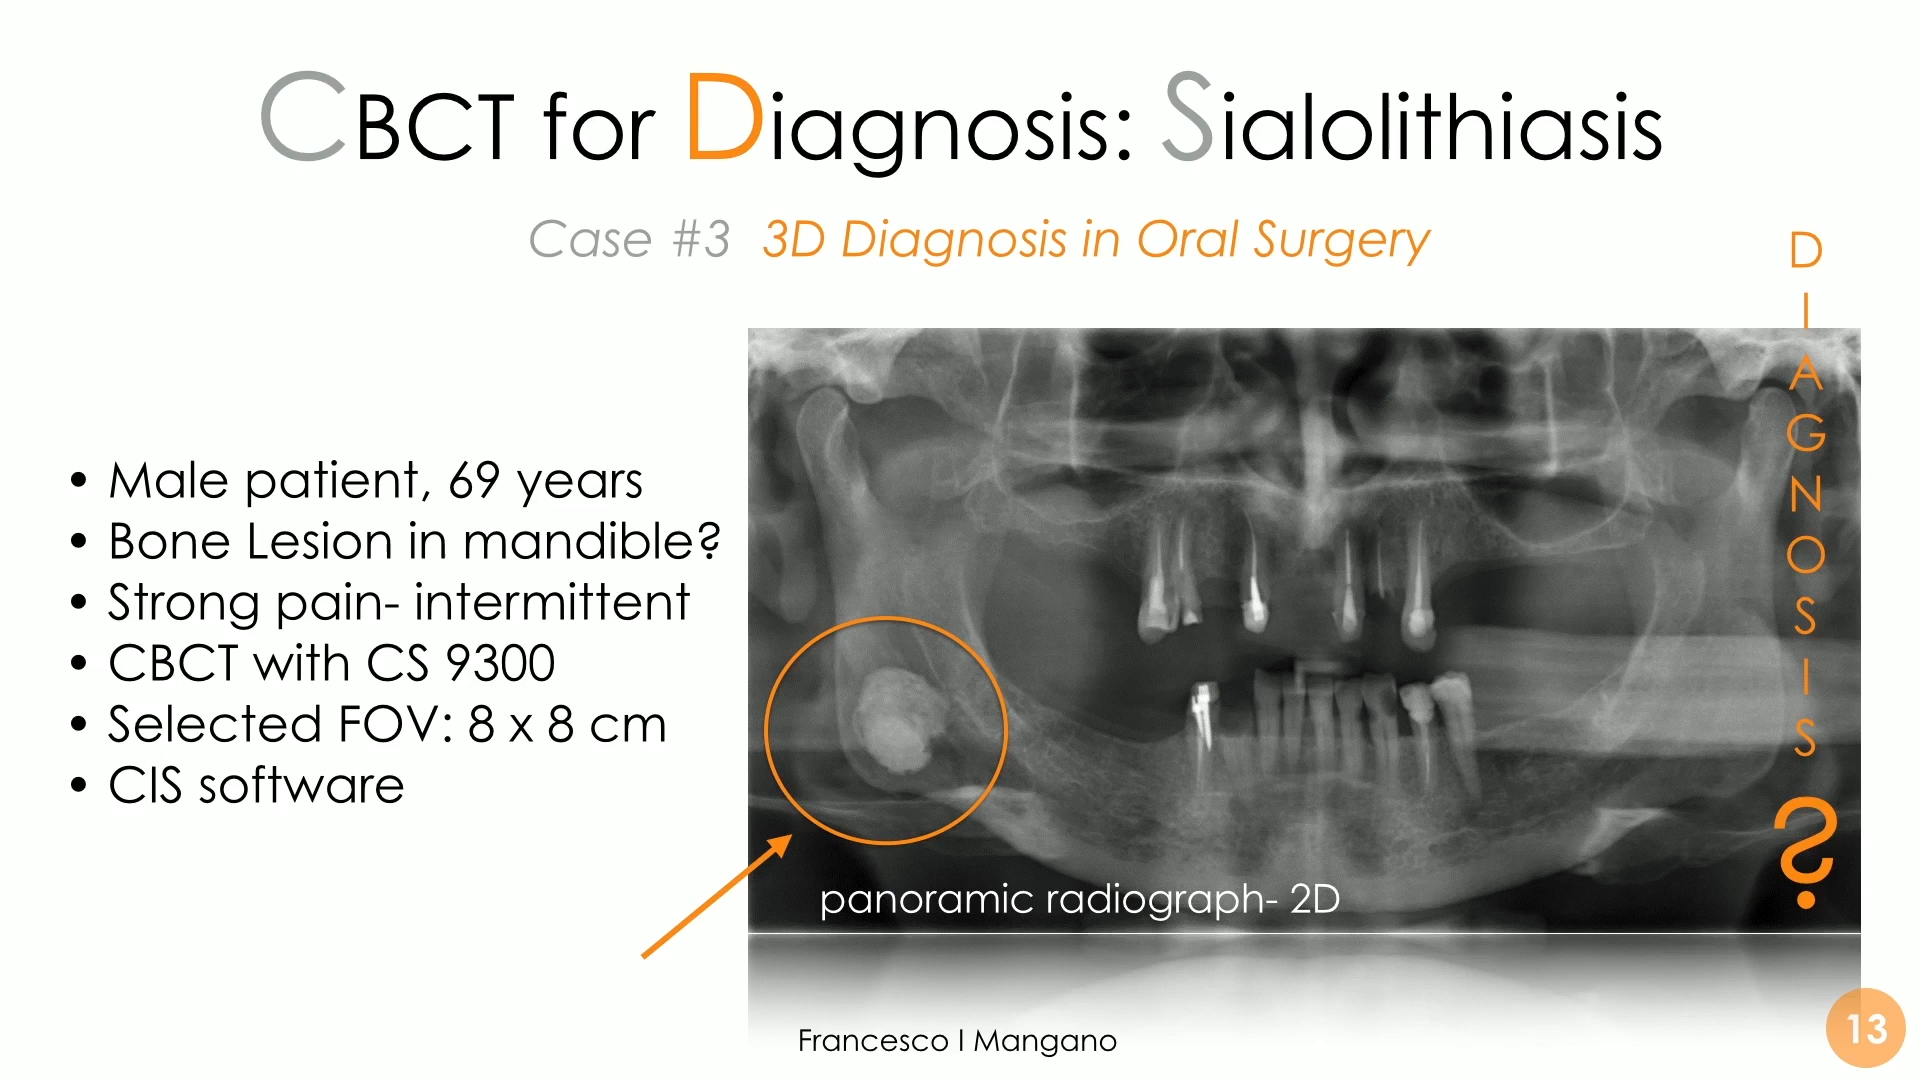 CBCT for Diagnosis: Sialolithiasis
Case #3 3D Diagnosis in Oral Surgery
• Male patient, 69 years
• Bone Lesion in mandible?
• Strong pain- intermittent
• CBCT with CS 9300
• Selected FOV: 8 x 8 cm
• CIS software
D
I
A
G
N
O
S
I
S
?
panoramic radiograph- 2D
Francesco I Mangano
13